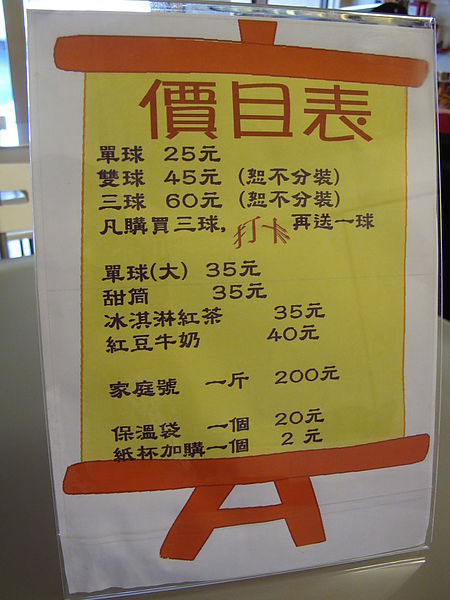 價目表
單球 25元
雙球 45元 (恕不分裝)
三球 60元 (恕不分裝)
凡購買三球，打卡再送一球
單球(大) 35元
甜筒 35元
冰淇淋紅茶 35元
紅豆牛奶 40元
家庭號 一斤 200元
保溫袋 一個 20元
紙杯加購一個 2元